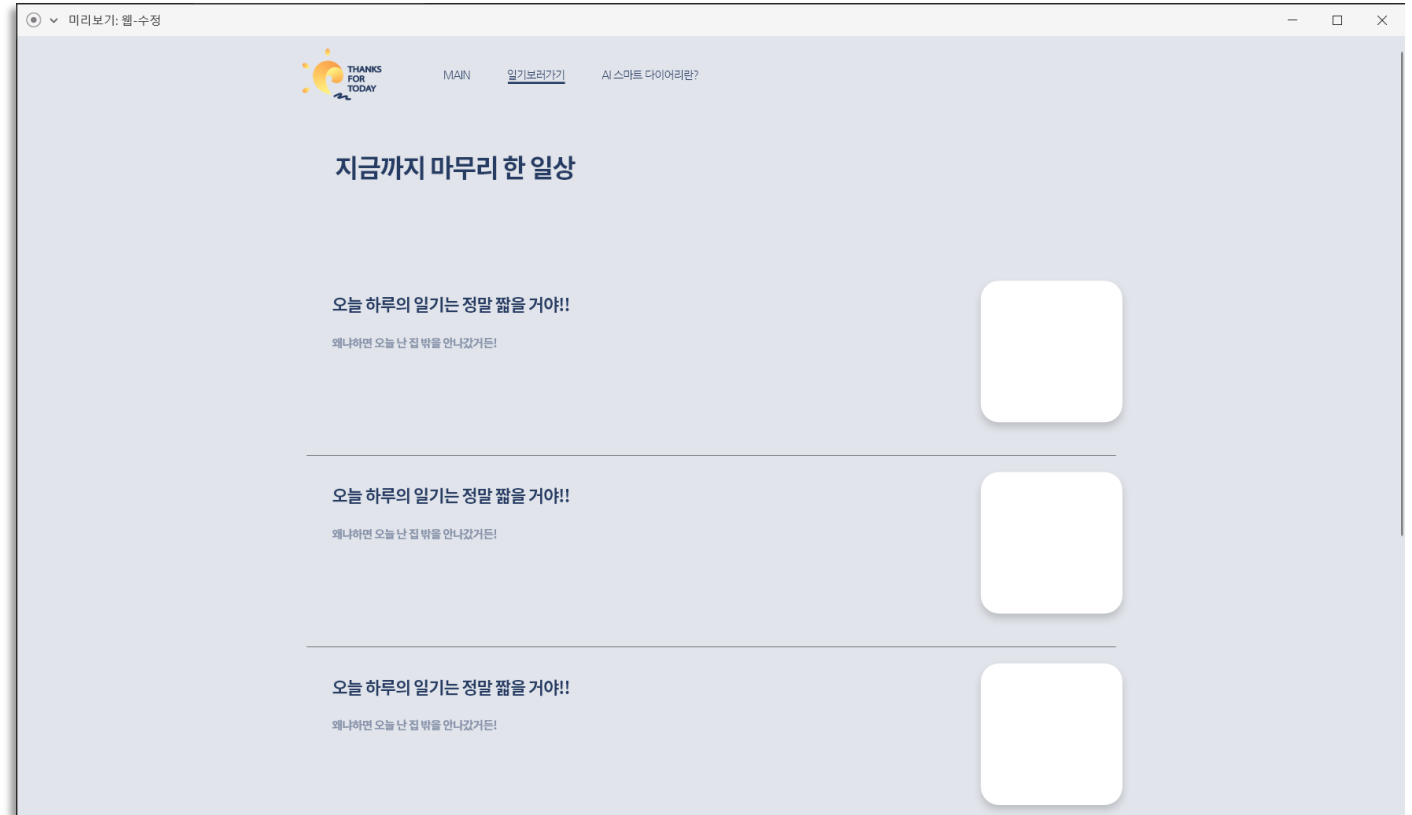 미리보기: 웹-수정
THANKS
FOR
TODAY
MAIN 일기보러가기 AI 스마트 다이어리란?
지금까지 마무리 한 일상
오늘 하루의 일기는 정말 짧을 거야!!
왜냐하면 오늘 난 집 밖을 안나갔거든!
오늘 하루의 일기는 정말 짧을 거야!!
왜냐하면 오늘 난 집 밖을 안나갔거든!
오늘 하루의 일기는 정말 짧을 거야!!
왜냐하면 오늘 난 집 밖을 안나갔거든!